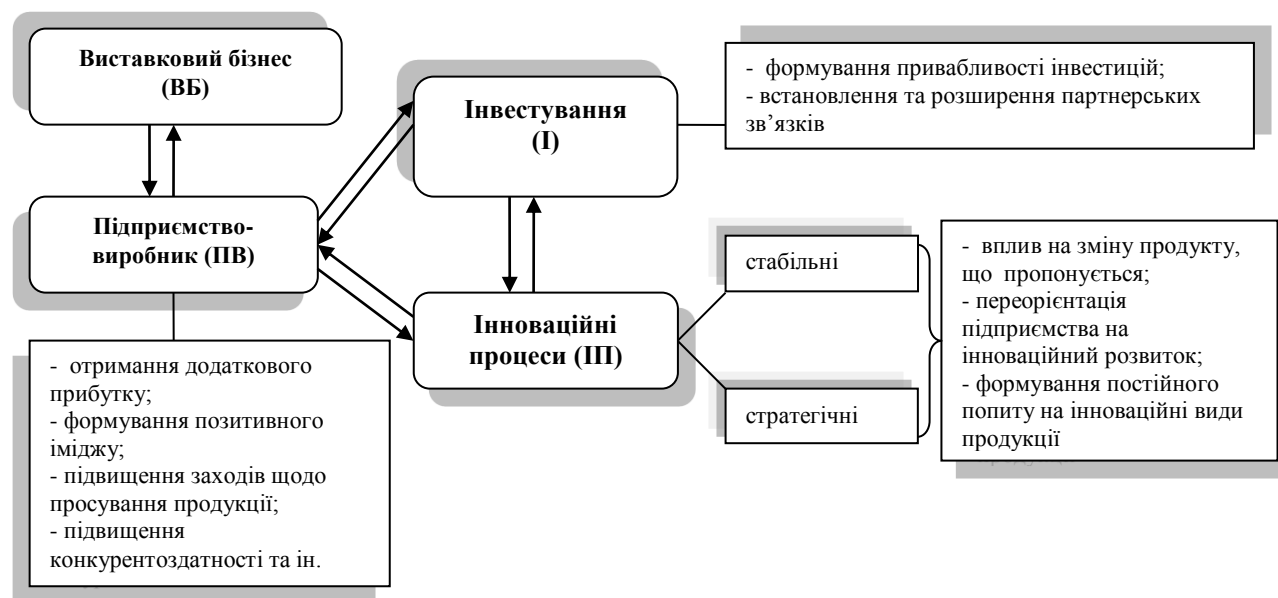 Виставковий бізнес
(ВБ)
Інвестування
(І)
- формування привабливості інвестицій;
- встановлення та розширення партнерських
зв’язків
Підприємство-
виробник (ПВ)
Інноваційні
процеси (ІП)
стабільні
стратегічні
- вплив на зміну продукту,
що пропонується;
- переорієнтація
підприємства на
інноваційний розвиток;
- формування постійного
попиту на інноваційні види
продукції
- отримання додаткового
прибутку;
- формування позитивного
іміджу;
- підвищення заходів щодо
просування продукції;
- підвищення
конкурентоздатності та ін.